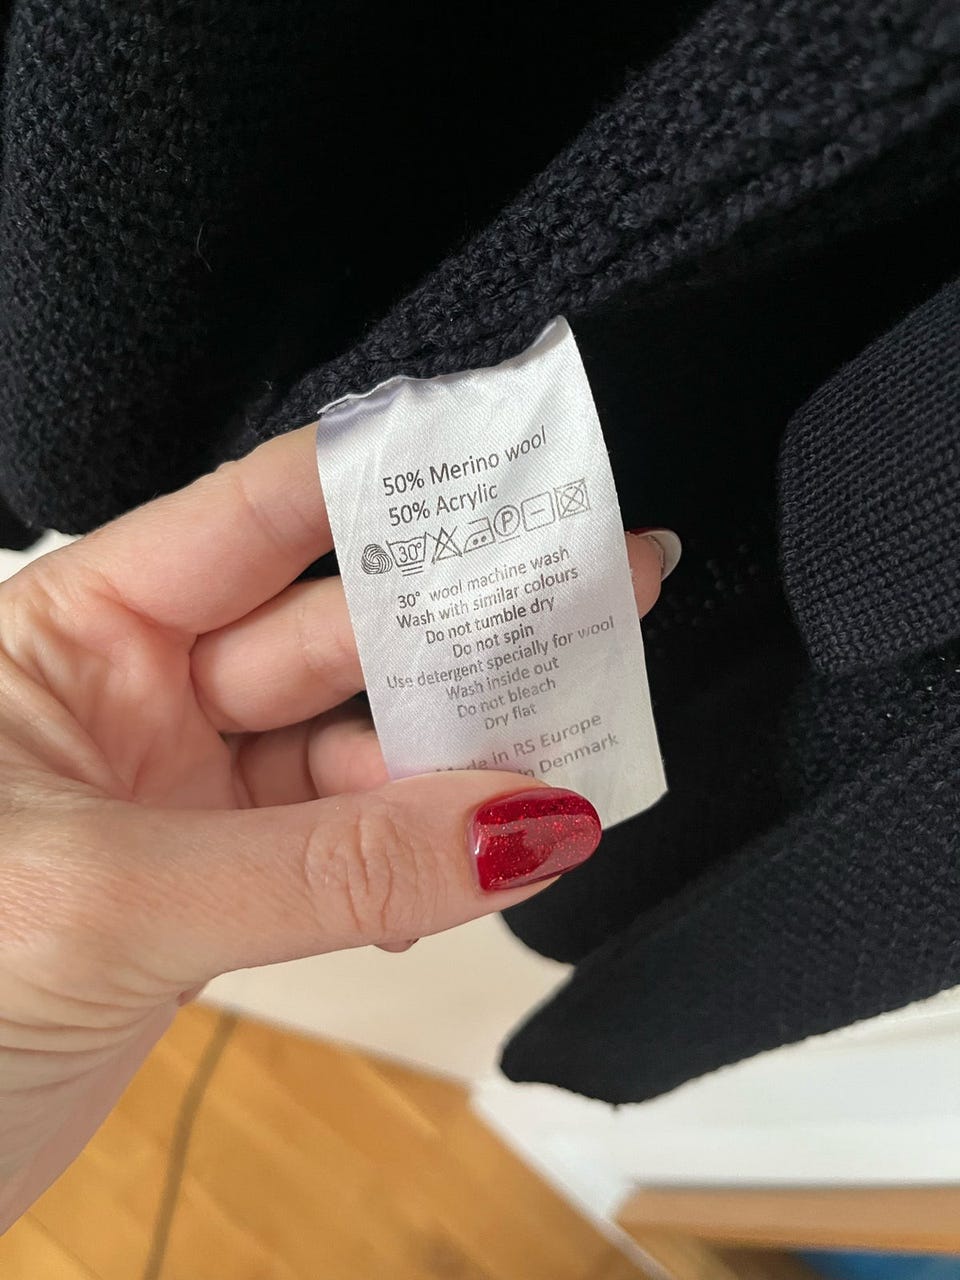 50% Merino wool
50% Acrylic
30° P
30° wool machine wash
Wash with similar colours
Do not tumble dry
Do not spin
Use detergent specially for wool
Wash inside out
Do not bleach
Dry flat
Made in RS Europe
in Denmark